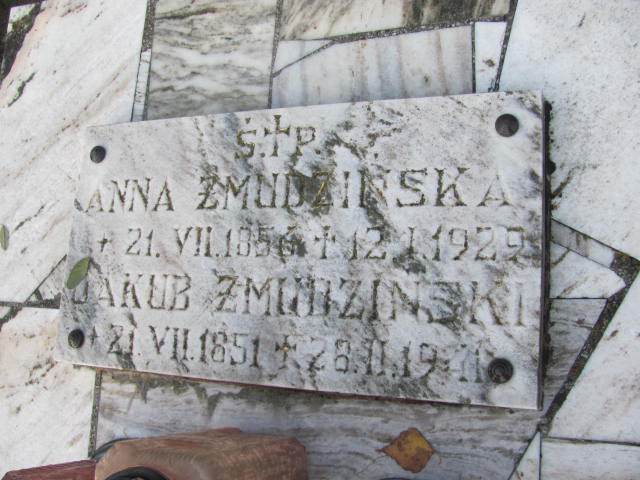 Ś.✝P.
ANNA ŻMUDZIŃSKA
* 21. VII.1856 ✝ 12.I.1929
JAKUB ŻMUDZIŃSKI
* 21. VII.1851 ✝ 28.II.1941